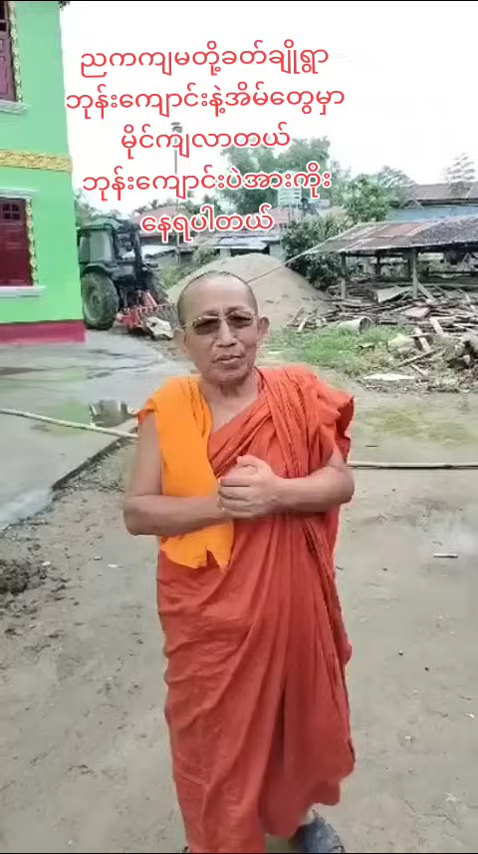 ညကကျမတို့ခတ်ချိုရွာ
ဘုန်းကျောင်းနဲ့အိမ်တွေမှာ
မိုင်ကျလာတယ်
ဘုန်းကျောင်းပဲအားကိုး
နေရပါတယ်